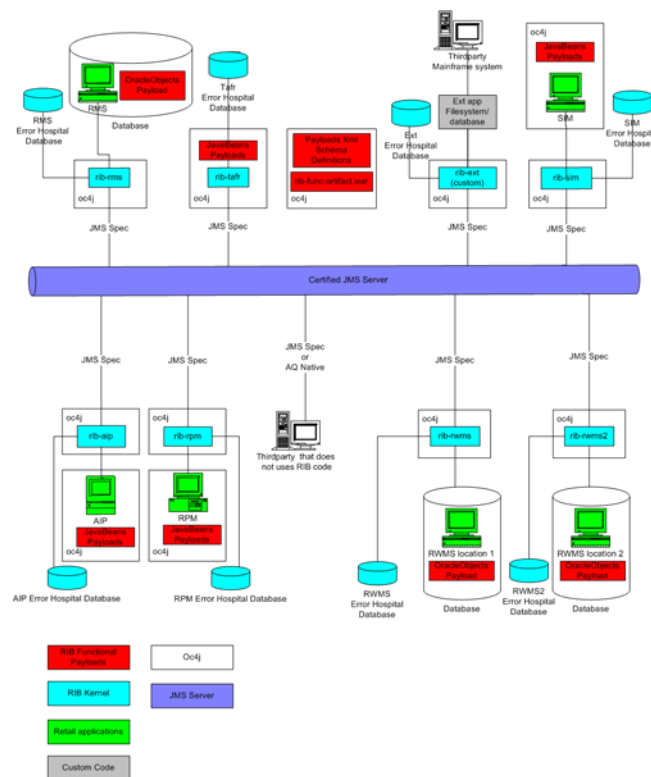 RMS
OracleObjects
Payload
Database
RMS
Error Hospital
Database
rib-rms
oc4j
JMS Spec
Tafr
Error Hospital
Database
JavaBeans
Payloads
rib-tafr
oc4j
JMS Spec
Payloads Xml
Schema
Definitions
rib-func-artifact.war
oc4j
Thirdparty
Mainframe system
Ext app
Filesystem/
database
Ext
Error Hospital
Database
rib-ext
(custom)
oc4j
JMS Spec
oc4j
JavaBeans
Payloads
SIM
SIM
Error Hospital
Database
rib-sim
oc4j
JMS Spec
Certified JMS Server
JMS Spec
oc4j
rib-aip
AIP
JavaBeans
Payloads
oc4j
AIP Error Hospital Database
JMS Spec
oc4j
rib-rpm
RPM
JavaBeans
Payloads
oc4j
RPM Error Hospital Database
JMS Spec
or
AQ Native
Thirdparty that does
not uses RIB code
JMS Spec
oc4j
rib-rwms
RWMS location 1
OracleObjects
Payload
Database
RWMS
Error Hospital
Database
JMS Spec
oc4j
rib-rwms2
RWMS location 2
OracleObjects
Payload
Database
RWMS2
Error Hospital
Database
RIB Functional
Payloads
Oc4j
RIB Kernel
JMS Server
Retail applications
Custom Code